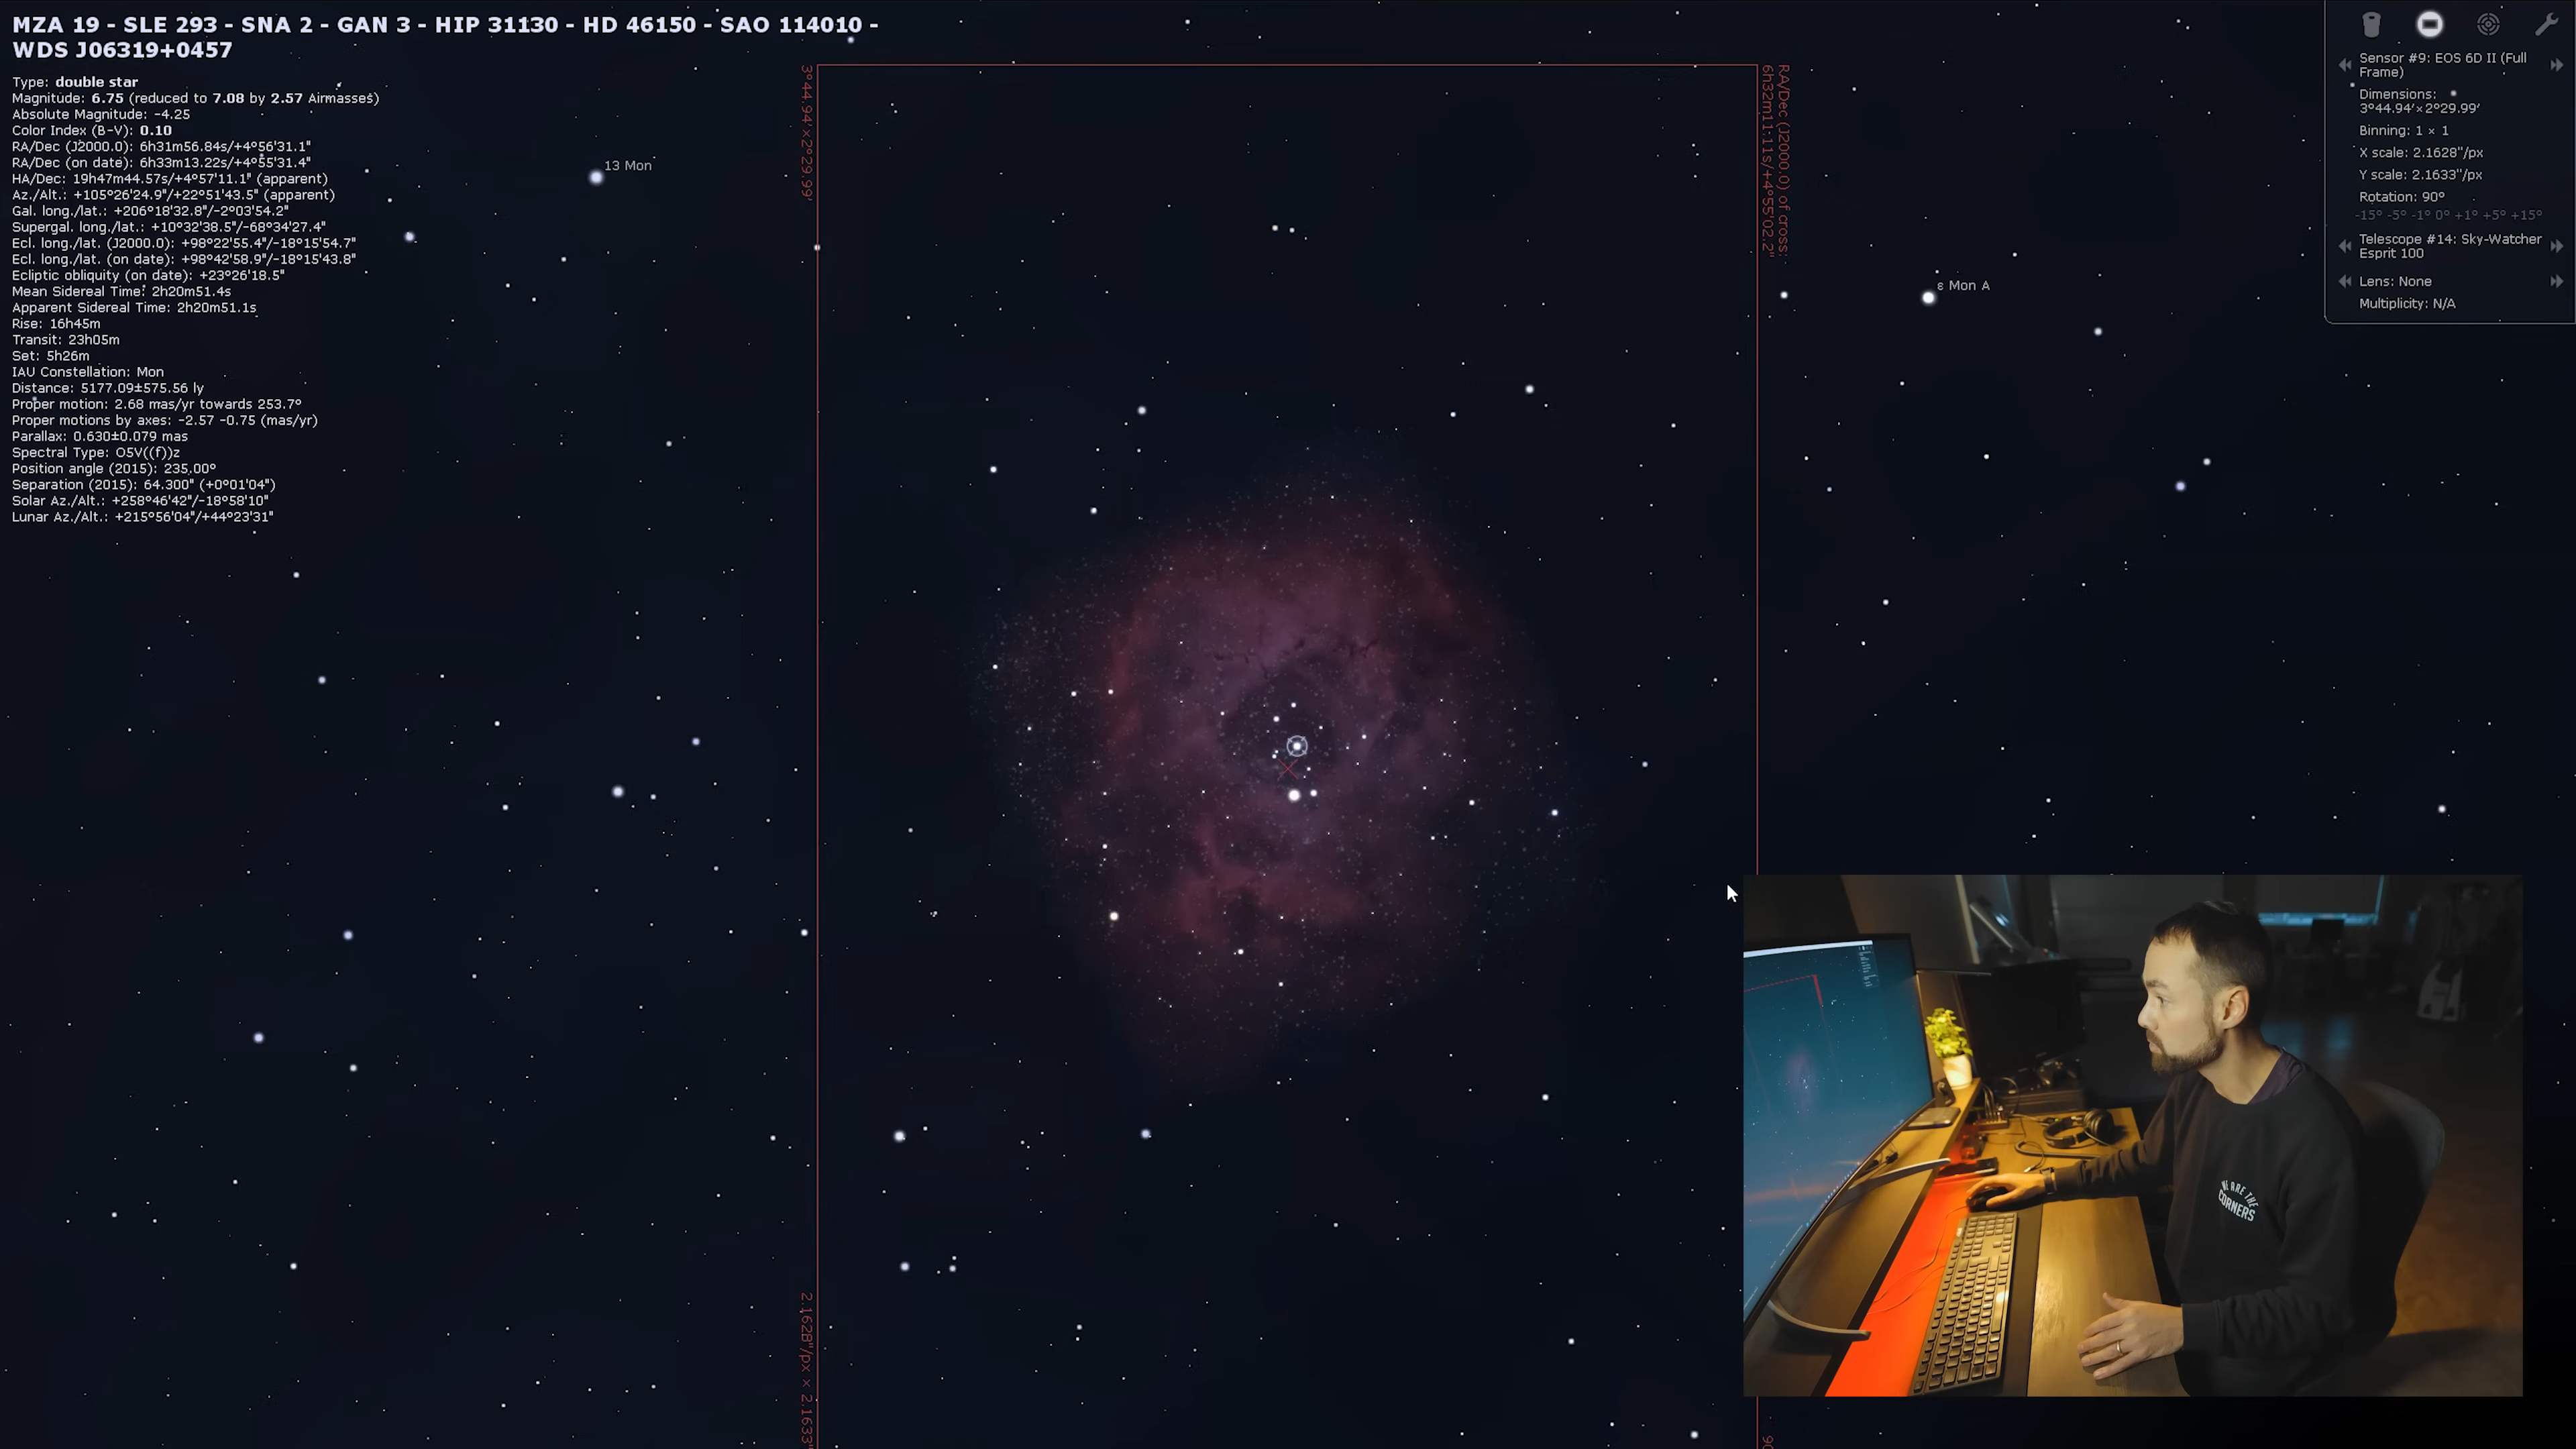 MZA 19 - SLE 293 - SNA 2 - GAN 3 - HIP 31130 - HD 46150 - SAO 114010 -
WDS J06319+0457
Type: double star
Magnitude: 6.75 (reduced to 7.08 by 2.57 Airmasses)
Absolute Magnitude: -4.25
Color Index (B-V): 0.10
RA/Dec (J2000.0): 6h31m56.84s/+4°56'31.1"
RA/Dec (on date): 6h33m13.22s/+4°55'31.4"
HA/Dec: 19h47m44.57s/+4°57'11.1" (apparent)
Az./Alt.: +105°26'24.9"/+22°51'43.5" (apparent)
Gal. long./lat.: +206°18'32.8"/-2°03'54.2"
Supergal. long./lat.: +10°32'38.5"/-68°34'27.4"
Ecl. long./lat. (J2000.0): +98°22'55.4"/-18°15'54.7"
Ecl. long./lat. (on date): +98°42'58.9"/-18°15'43.8"
Ecliptic obliquity (on date): +23°26'18.5"
Mean Sidereal Time: 2h20m51.4s
Apparent Sidereal Time: 2h20m51.1s
Rise: 16h45m
Transit: 23h05m
Set: 5h26m
IAU Constellation: Mon
Distance: 5177.09±575.56 ly
Proper motion: 2.68 mas/yr towards 253.7°
Proper motions by axes: -2.57 -0.75 (mas/yr)
Parallax: 0.630±0.079 mas
Spectral Type: O5V((f))z
Position angle (2015): 235.00°
Separation (2015): 64.300" (+0°01'04")
Solar Az./Alt.: +258°46'42"/-18°58'10"
Lunar Az./Alt.: +215°56'04"/+44°23'31"
13 Mon
3°44.94'×2°29.99'
2.1628"/px × 2.1633"
RA/Dec (J2000.0) of cross:
6h32m11.11s/+4°55'02.2"
90
ε Mon A
Sensor #9: EOS 6D II (Full
Frame)
Dimensions:
3°44.94'×2°29.99'
Binning: 1 × 1
X scale: 2.1628"/px
Y scale: 2.1633"/px
Rotation: 90°
-15° -5° -1° 0° +1° +5° +15°
Telescope #14: Sky-Watcher
Esprit 100
Lens: None
Multiplicity: N/A
WE ARE THE
CORNERS